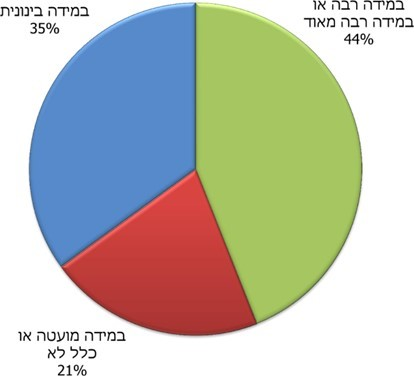 במידה רבה או
במידה רבה מאוד
44%
במידה בינונית
35%
במידה מועטה או
כלל לא
21%